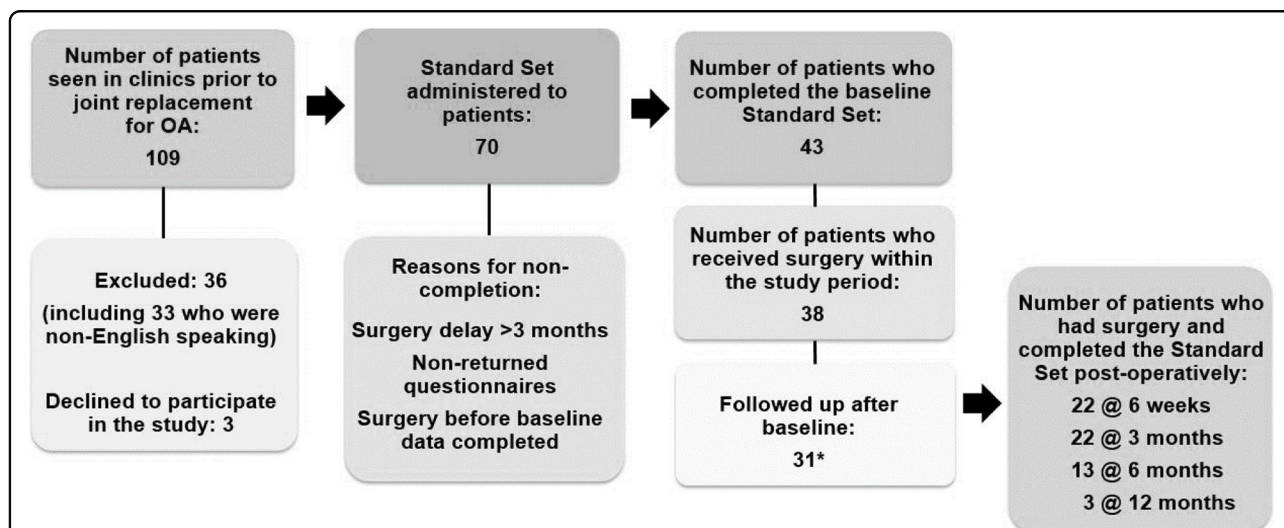 Number of patients
seen in clinics prior to
joint replacement
for OA:
109
Excluded: 36
(including 33 who were
non-English speaking)
Declined to participate
in the study: 3
Standard Set
administered to
patients:
70
Reasons for non-
completion:
Surgery delay >3 months
Non-returned
questionnaires
Surgery before baseline
data completed
Number of patients who
completed the baseline
Standard Set:
43
Number of patients who
received surgery within
the study period:
38
Followed up after
baseline:
31*
Number of patients who
had surgery and
completed the Standard
Set post-operatively:
22 @ 6 weeks
22 @ 3 months
13 @ 6 months
3 @ 12 months